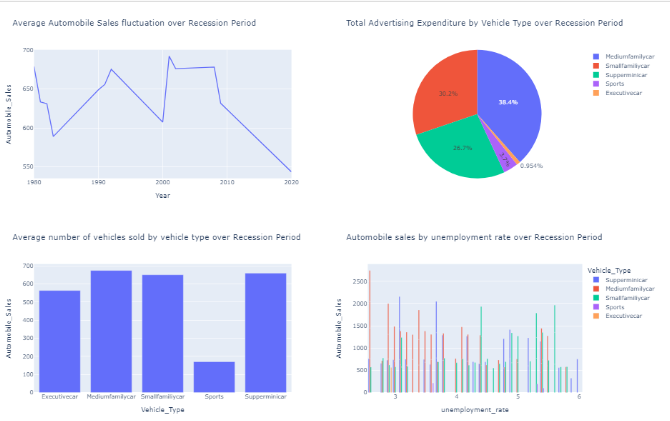 Average Automobile Sales fluctuation over Recession Period
700
650
600
550
1980
1990
2000
2010
2020
Automobile_Sales
Year
Total Advertising Expenditure by Vehicle Type over Recession Period
38.4%
30.2%
0.954%
Mediumfamilycar
Smallfamiliycar
Supperminicar
Sports
Executivecar
Average number of vehicles sold by vehicle type over Recession Period
700
600
500
400
300
200
100
0
Automobile_Sales
Executivecar
Mediumfamilycar
Smallfamiliycar
Sports
Supperminicar
Vehicle_Type
Automobile sales by unemployment rate over Recession Period
2500
2000
1500
1000
500
0
Automobile_Sales
3
4
5
6
unemployment_rate
Vehicle_Type
Supperminicar
Mediumfamilycar
Smallfamiliycar
Sports
Executivecar